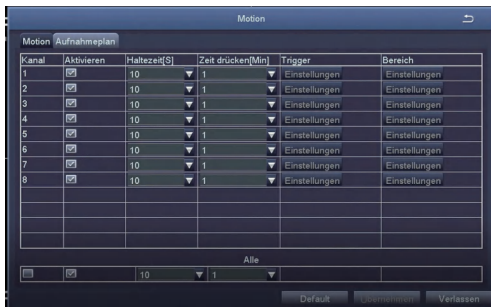 Motion
Motion Aufnahmeplan
Kanal Aktivieren Haltezeit[S] Zeit drücken[Min] Trigger Bereich
1 10 1 Einstellungen Einstellungen
2 10 1 Einstellungen Einstellungen
3 10 1 Einstellungen Einstellungen
4 10 1 Einstellungen Einstellungen
5 10 1 Einstellungen Einstellungen
6 10 1 Einstellungen Einstellungen
7 10 1 Einstellungen Einstellungen
8 10 1 Einstellungen Einstellungen
Alle
10 1
Default Übernehmen Verlassen